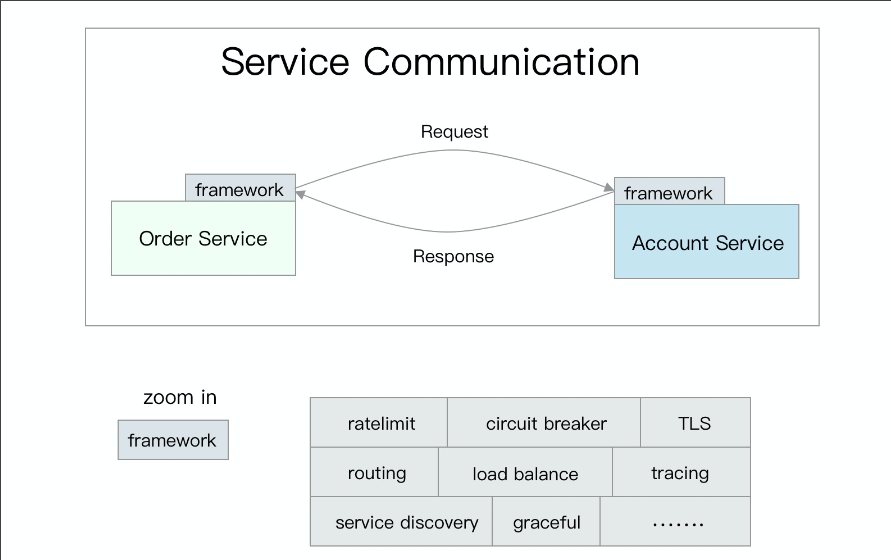 Service Communication
Request
framework
framework
Order Service
Account Service
Response
zoom in
framework
ratelimit
circuit breaker
TLS
routing
load balance
tracing
service discovery
graceful
.......